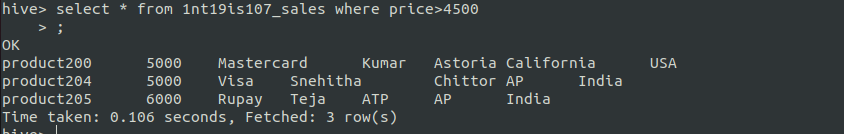 hive> select * from 1nt19is107_sales where price>4500
    > ;
OK
product200	5000	Mastercard	Kumar	Astoria	California	USA
product204	5000	Visa	Snehitha	Chittor	AP	India
product205	6000	Rupay	Teja	ATP	AP	India
Time taken: 0.106 seconds, Fetched: 3 row(s)
hive>